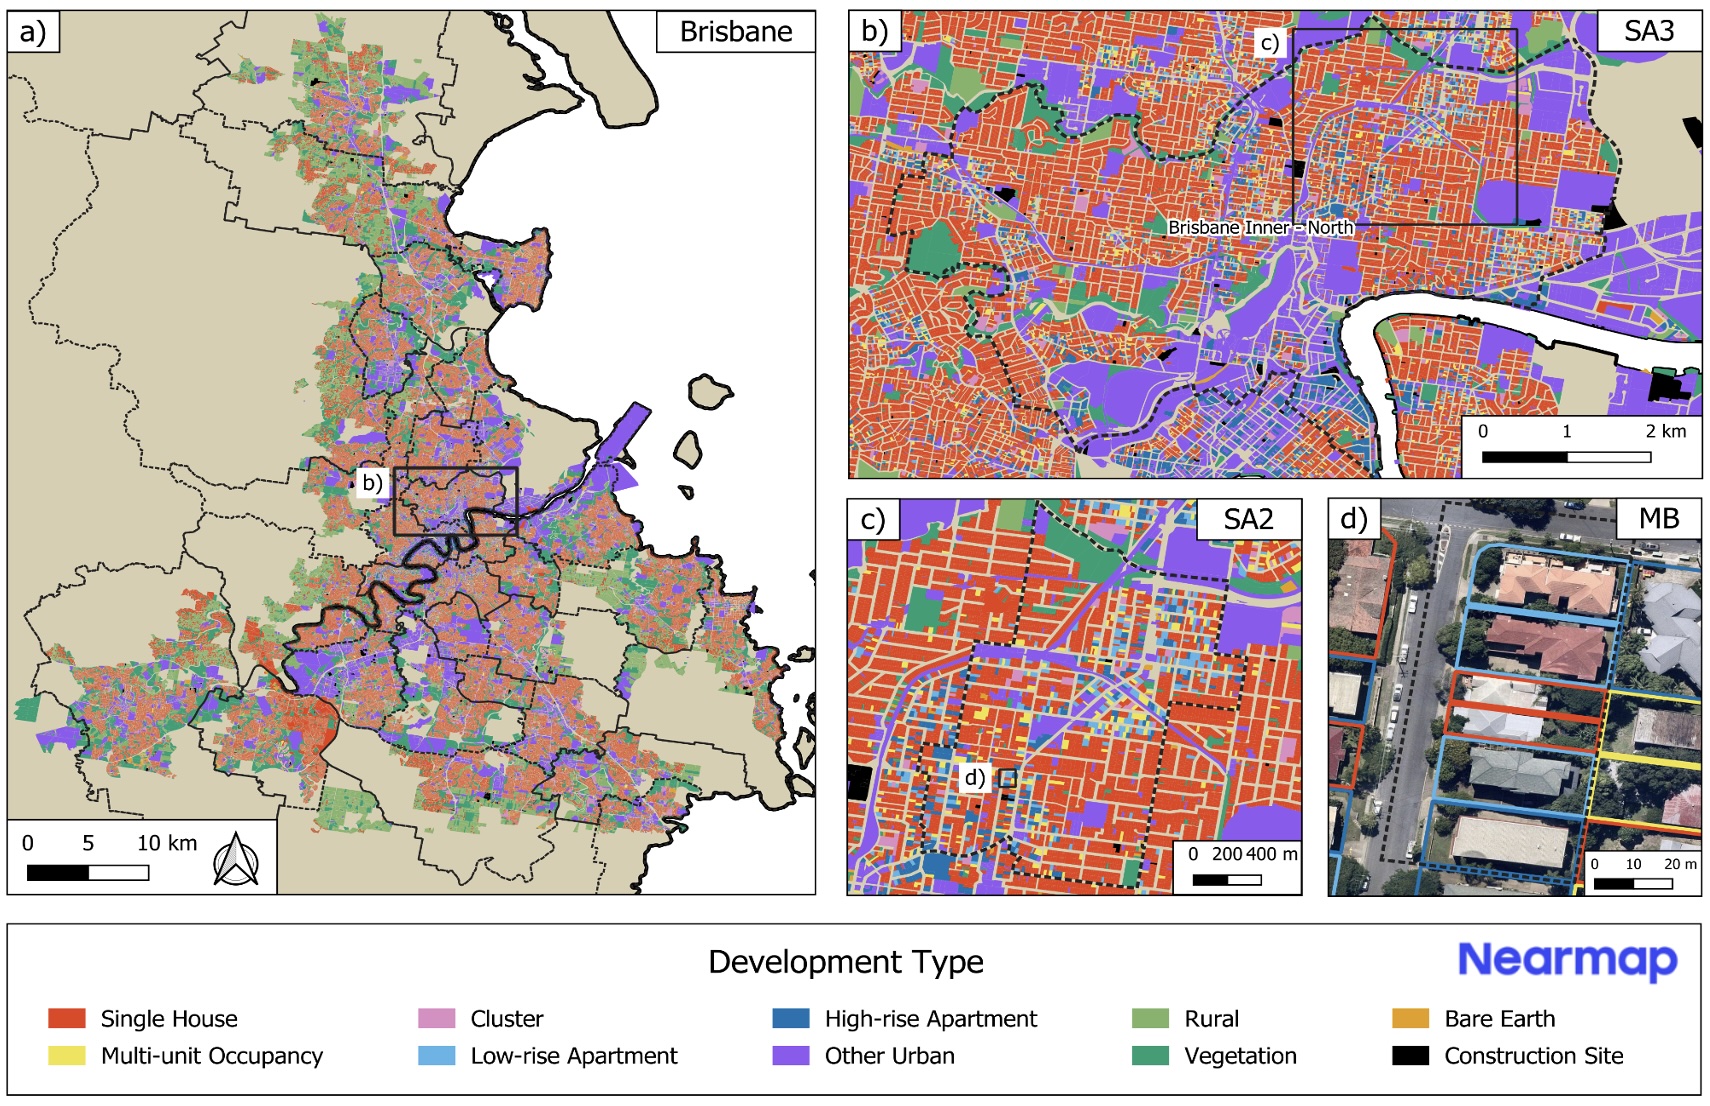 a)
Brisbane
b)
0 5 10 km
b)
SA3
c)
Brisbane Inner - North
0 1 2 km
c)
SA2
d)
0 200 400 m
d)
MB
0 10 20 m
Development Type
Nearmap
Single House
Cluster
High-rise Apartment
Rural
Bare Earth
Multi-unit Occupancy
Low-rise Apartment
Other Urban
Vegetation
Construction Site